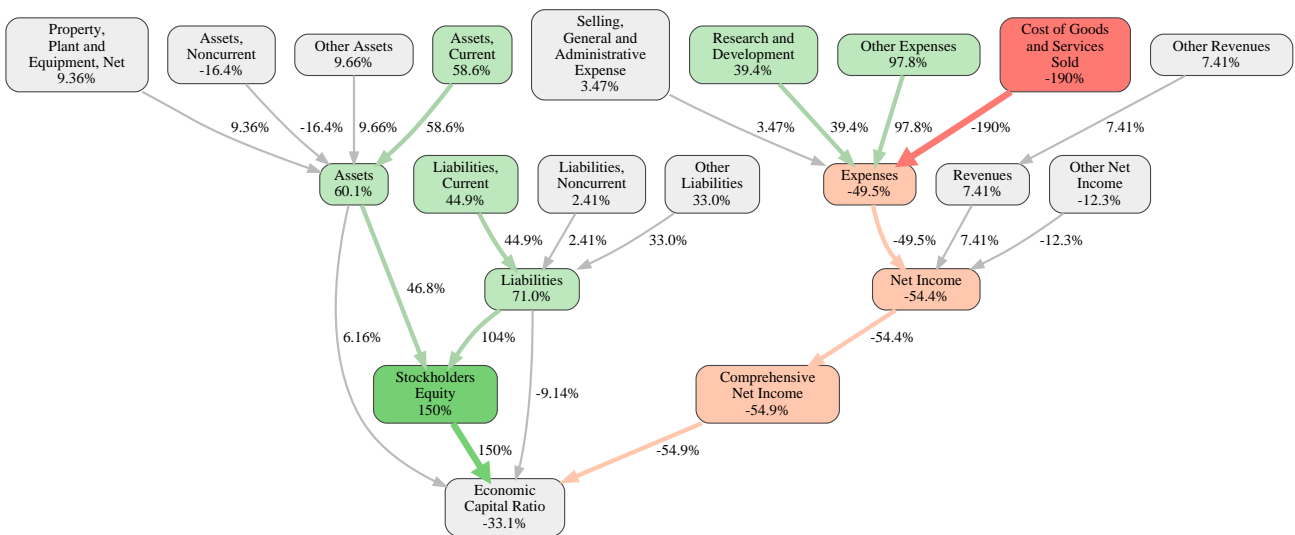 Property,
Plant and
Equipment, Net
9.36%
Assets,
Noncurrent
-16.4%
Other Assets
9.66%
Assets,
Current
58.6%
Selling,
General and
Administrative
Expense
3.47%
Research and
Development
39.4%
Other Expenses
97.8%
Cost of Goods
and Services
Sold
-190%
Other Revenues
7.41%
9.36%
-16.4%
9.66%
58.6%
3.47%
39.4%
97.8%
-190%
7.41%
Assets
60.1%
Liabilities,
Current
44.9%
Liabilities,
Noncurrent
2.41%
Other
Liabilities
33.0%
Expenses
-49.5%
Revenues
7.41%
Other Net
Income
-12.3%
44.9%
2.41%
33.0%
-49.5%
7.41%
-12.3%
Liabilities
71.0%
Net Income
-54.4%
46.8%
6.16%
104%
-9.14%
-54.4%
Stockholders
Equity
150%
Comprehensive
Net Income
-54.9%
150%
-54.9%
Economic
Capital Ratio
-33.1%